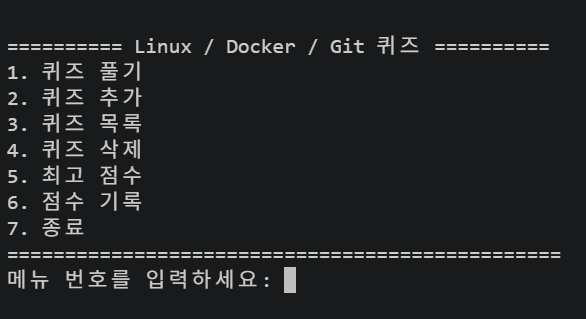 ========== Linux / Docker / Git 퀴즈 ==========
1. 퀴즈 풀기
2. 퀴즈 추가
3. 퀴즈 목록
4. 퀴즈 삭제
5. 최고 점수
6. 점수 기록
7. 종료
================================================
메뉴 번호를 입력하세요: